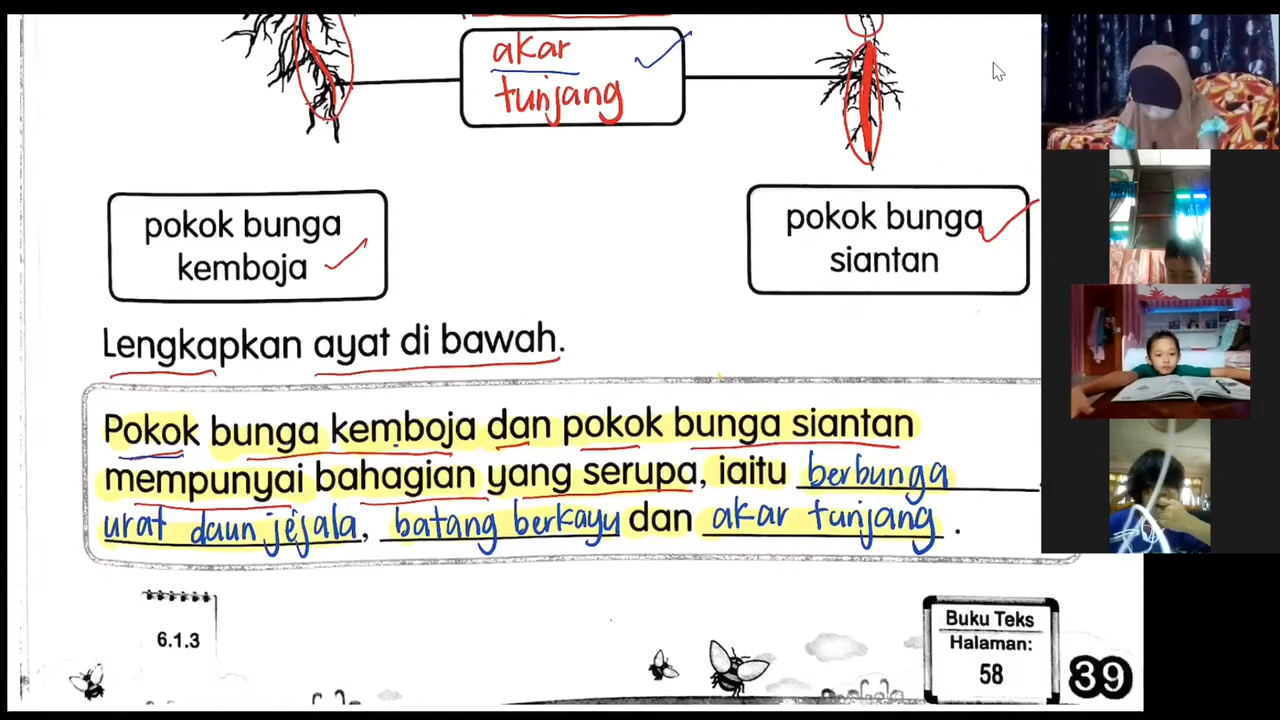 akar
tunjang
pokok bunga
kemboja
pokok bunga
siantan
Lengkapkan ayat di bawah.
Pokok bunga kemboja dan pokok bunga siantan
mempunyai bahagian yang serupa, iaitu berbunga
urat daun jejala, batang berkayu dan akar tunjang.
6.1.3
Buku Teks
Halaman:
58
39